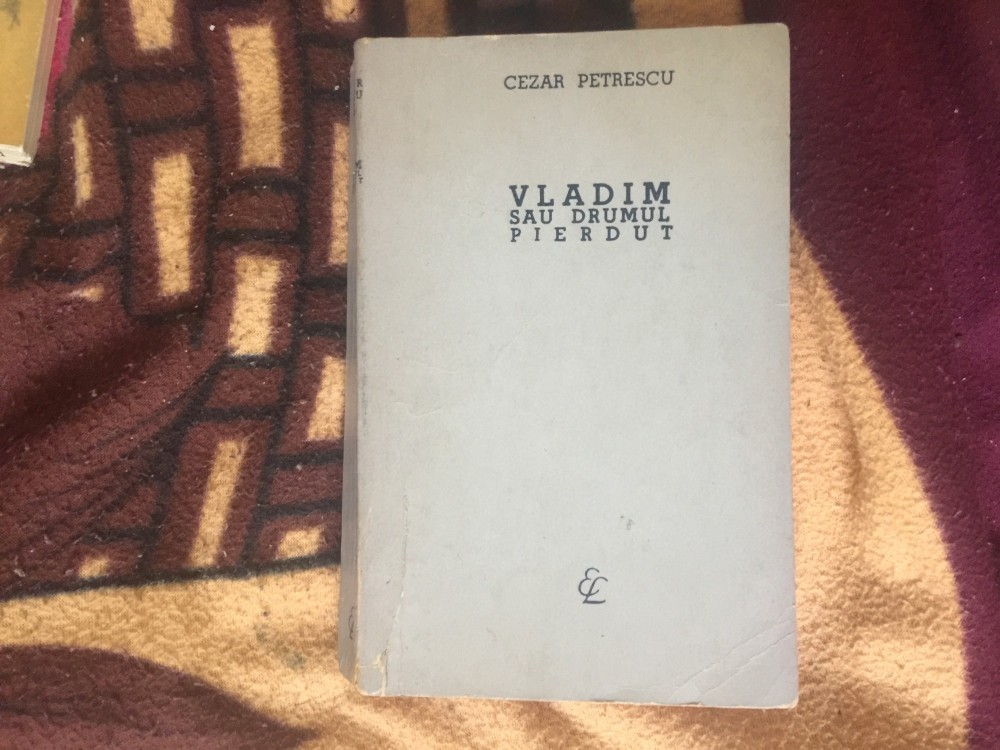 CEZAR PETRESCU
VLADIM
SAU DRUMUL
PIERDUT
EL